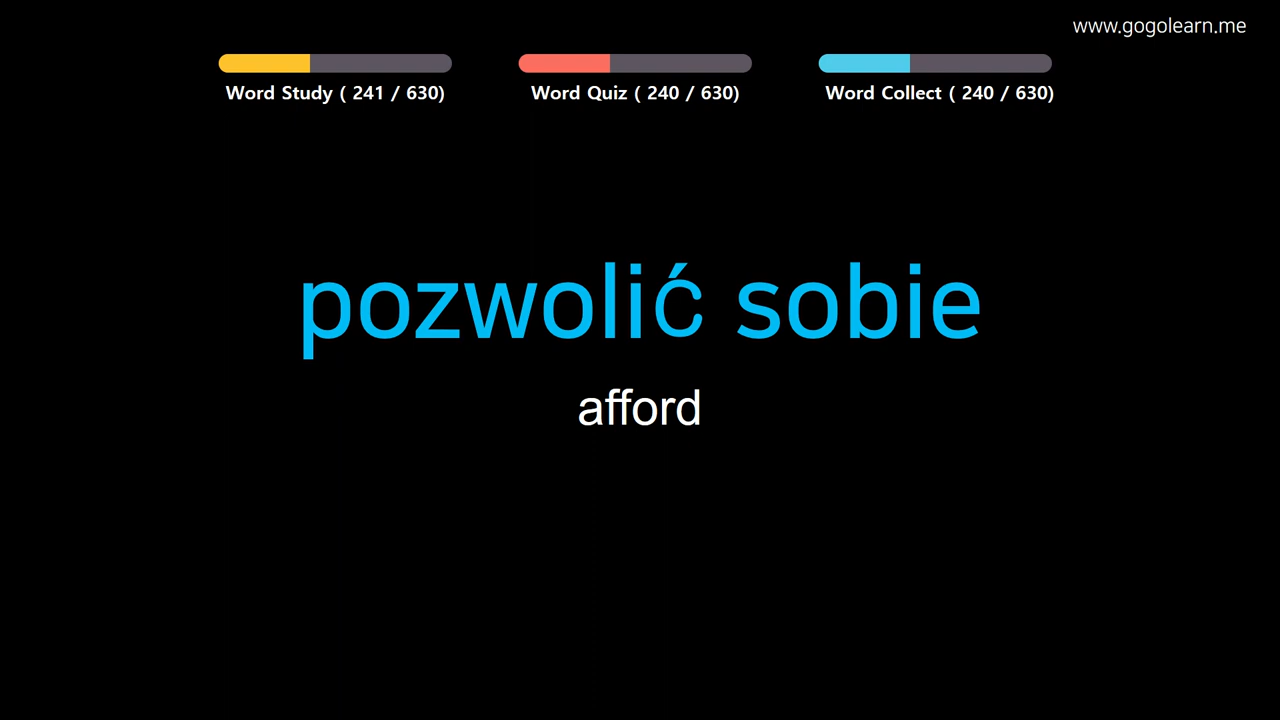 www.gogolearn.me
Word Study ( 241 / 630)
Word Quiz ( 240 / 630)
Word Collect ( 240 / 630)
pozwolić sobie
afford